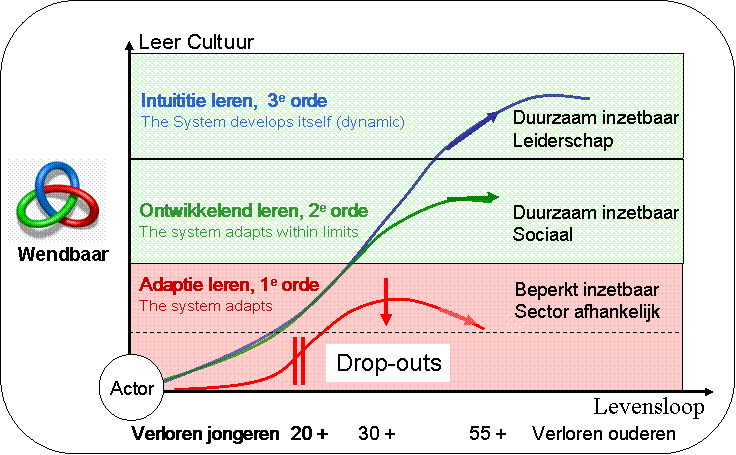 Leer Cultuur
Intuititie leren, 3e orde
The System develops itself (dynamic)
Duurzaam inzetbaar
Leiderschap
Wendbaar
Ontwikkelend leren, 2e orde
The system adapts within limits
Duurzaam inzetbaar
Sociaal
Adaptie leren, 1e orde
The system adapts
Beperkt inzetbaar
Sector afhankelijk
Drop-outs
Actor
Levensloop
Verloren jongeren 20 + 30 + 55 + Verloren ouderen